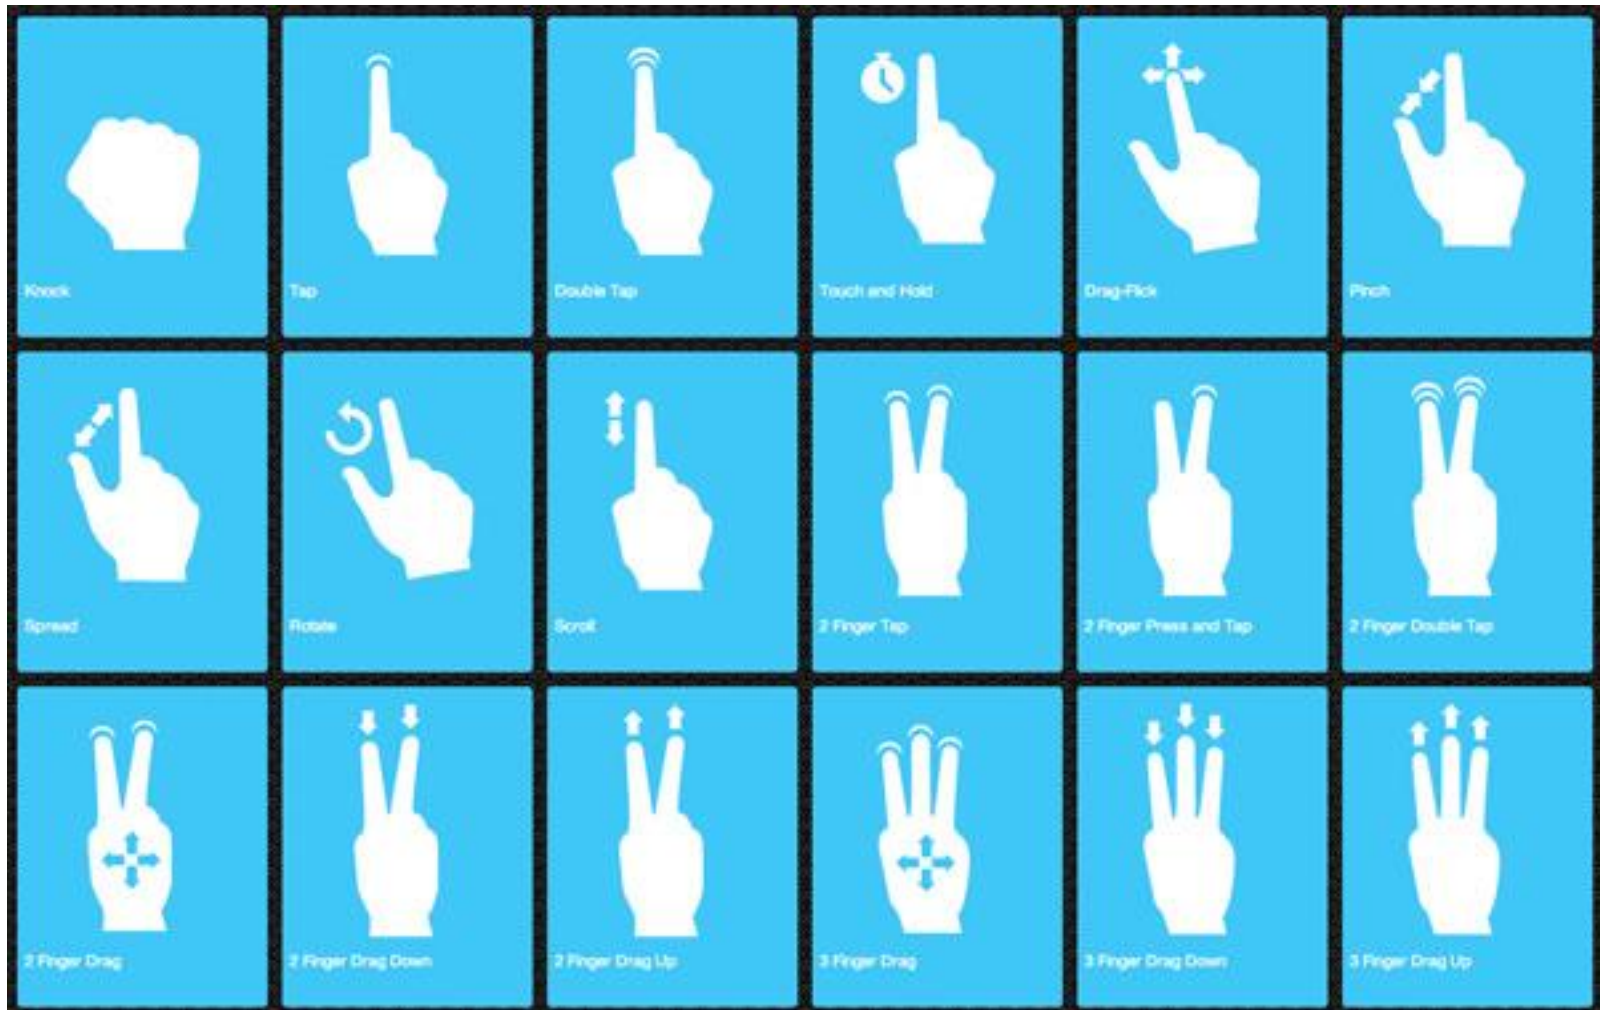 Knock
Tap
Double Tap
Touch and Hold
Drag-Flick
Pinch
Spread
Rotate
Scroll
2 Finger Tap
2 Finger Press and Tap
2 Finger Double Tap
2 Finger Drag
2 Finger Drag Down
2 Finger Drag Up
3 Finger Drag
3 Finger Drag Down
3 Finger Drag Up